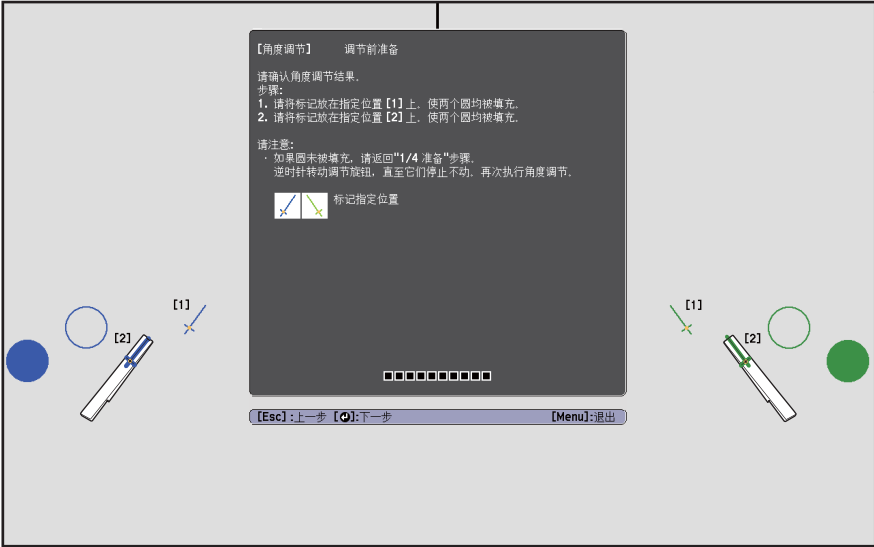 【角度调节】 调节前准备
请确认角度调节结果.
步骤:
1. 请将标记放在指定位置【1】上. 使两个圆均被填充.
2. 请将标记放在指定位置【2】上. 使两个圆均被填充.
请注意:
· 如果圆未被填充, 请返回"1/4 准备"步骤.
逆时针转动调节旋钮, 直至它们停止不动. 再次执行角度调节.
标记指定位置
[1]
[1]
[2]
[2]
[Esc] :上一步 [⏎]:下一步 [Menu]:退出